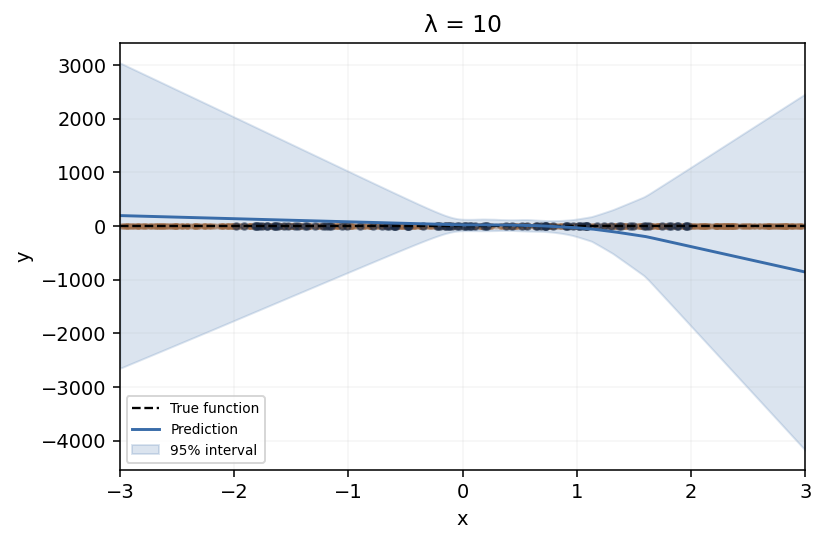 λ = 10
3000
2000
1000
0
−1000
−2000
−3000
−4000
y
True function
Prediction
95% interval
−3 −2 −1 0 1 2 3
x